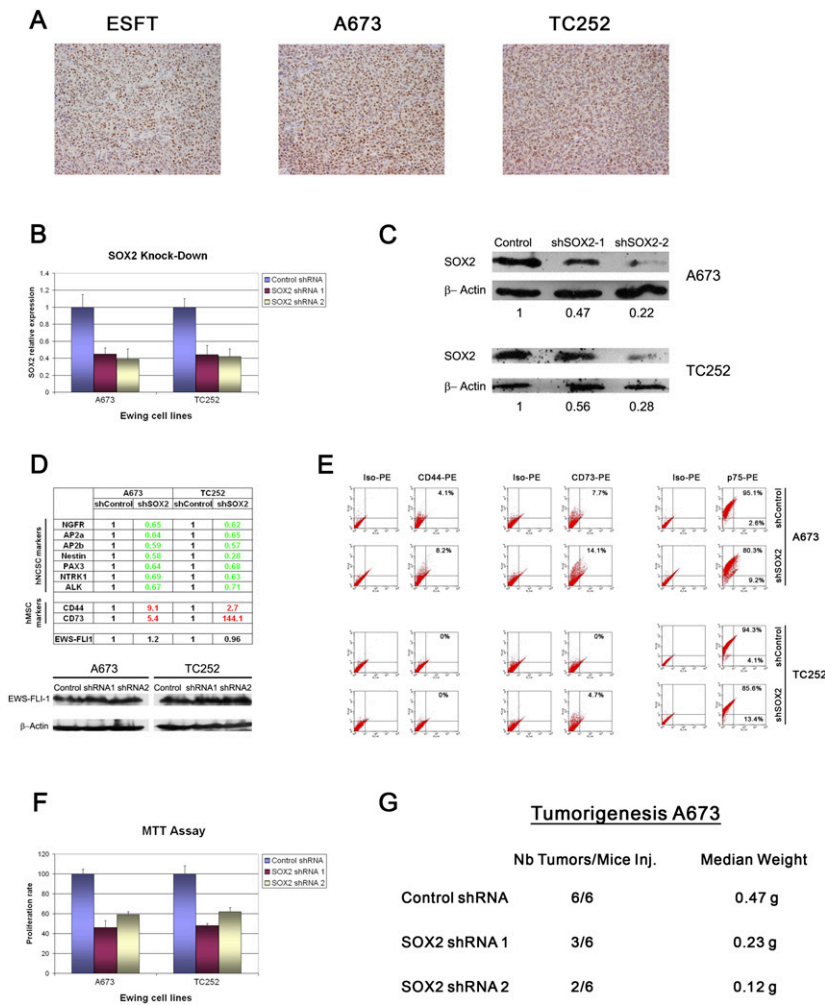 A
ESFT A673 TC252
B
SOX2 Knock-Down
SOX2 relative expression
1.4
1.2
1
0.8
0.6
0.4
0.2
0
A673 TC252
Ewing cell lines
Control shRNA
SOX2 shRNA 1
SOX2 shRNA 2
C
Control shSOX2-1 shSOX2-2
SOX2
β- Actin
1 0.47 0.22
A673
SOX2
β- Actin
1 0.56 0.28
TC252
D
A673 TC252
shControl shSOX2 shControl shSOX2
hNCSC markers
NGFR 1 0.65 1 0.62
AP2a 1 0.64 1 0.65
AP2b 1 0.59 1 0.57
Nestin 1 0.58 1 0.28
PAX3 1 0.64 1 0.68
NTRK1 1 0.69 1 0.63
ALK 1 0.67 1 0.71
hMSC markers
CD44 1 9.1 1 2.7
CD73 1 5.4 1 144.1
EWS-FLI1 1 1.2 1 0.96
A673 TC252
Control shRNA1 shRNA2 Control shRNA1 shRNA2
EWS-FLI-1
β-Actin
E
Iso-PE CD44-PE Iso-PE CD73-PE Iso-PE p75-PE
4.1% 7.7% 95.1%
2.6%
shControl
8.2% 14.1% 80.3%
9.2%
shSOX2
A673
0% 0% 94.3%
4.1%
shControl
0% 4.7% 85.6%
13.4%
shSOX2
TC252
F
MTT Assay
Proliferation rate
120
100
80
60
40
20
0
A673 TC252
Ewing cell lines
Control shRNA
SOX2 shRNA 1
SOX2 shRNA 2
G
Tumorigenesis A673
Nb Tumors/Mice Inj. Median Weight
Control shRNA 6/6 0.47 g
SOX2 shRNA 1 3/6 0.23 g
SOX2 shRNA 2 2/6 0.12 g